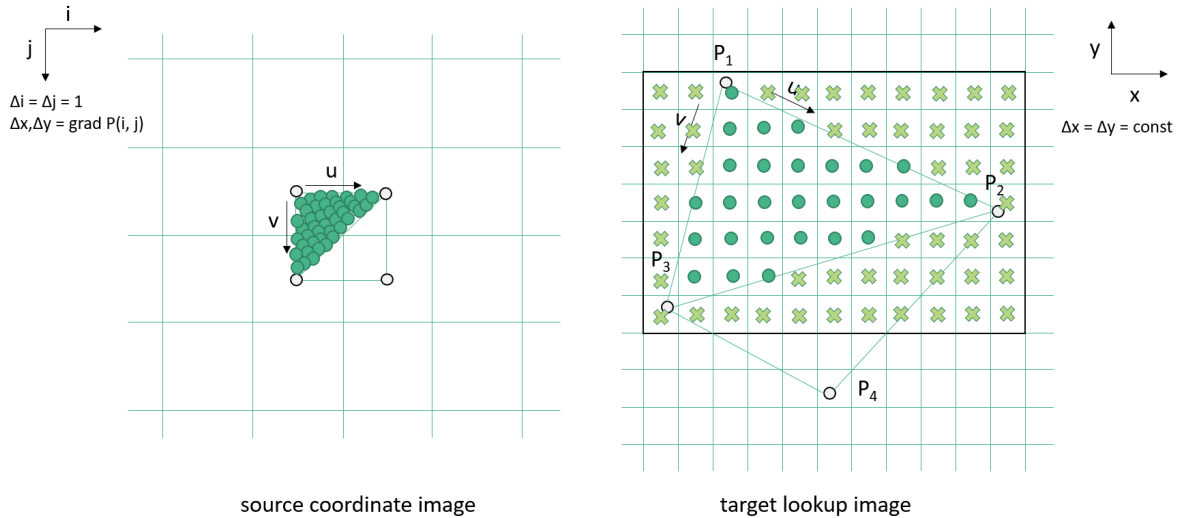 i
j
Δi = Δj = 1
Δx,Δy = grad P(i, j)
u
v
source coordinate image
P1
u
v
P2
P3
P4
y
x
Δx = Δy = const
target lookup image